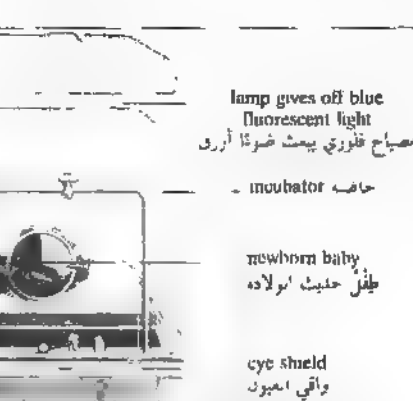 lamp gives off blue
fluorescent light
مصباح فلوري يبعث ضوءًا أزرق
incubator حاضنة
newborn baby
طِفْلٌ حديث الولادة
eye shield
واقي العيون